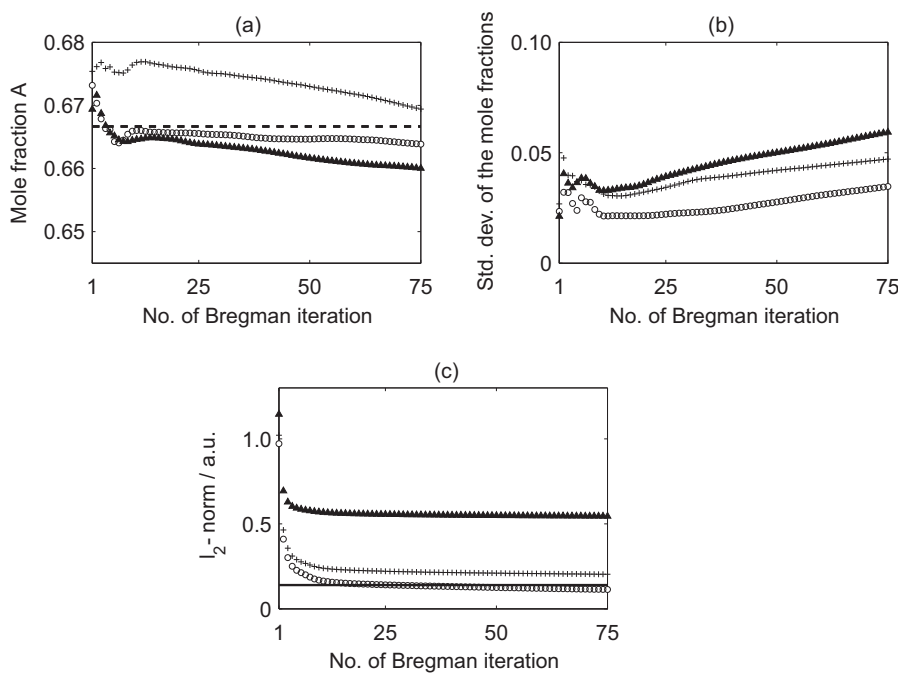 (a)
Mole fraction A
0.68
0.67
0.66
0.65
1
25
50
75
No. of Bregman iteration
(b)
Std. dev. of the mole fractions
0.10
0.05
0
1
25
50
75
No. of Bregman iteration
(c)
l2- norm / a.u.
1.0
0.5
0
1
25
50
75
No. of Bregman iteration